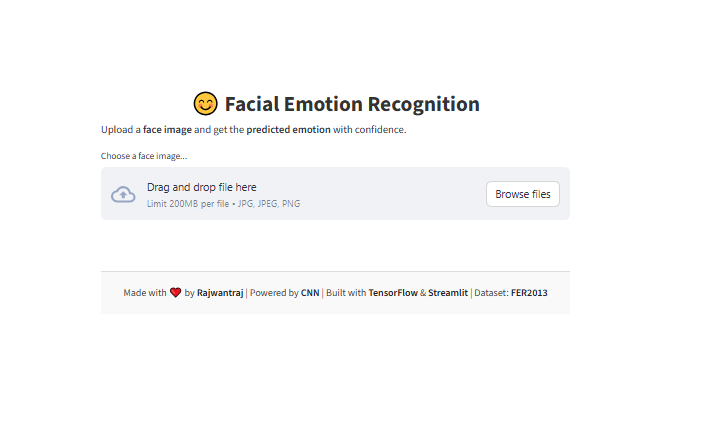 Facial Emotion Recognition
Upload a face image and get the predicted emotion with confidence.
Choose a face image...
Drag and drop file here
Limit 200MB per file • JPG, JPEG, PNG
Browse files
Made with ❤️ by Rajwantraj | Powered by CNN | Built with TensorFlow & Streamlit | Dataset: FER2013